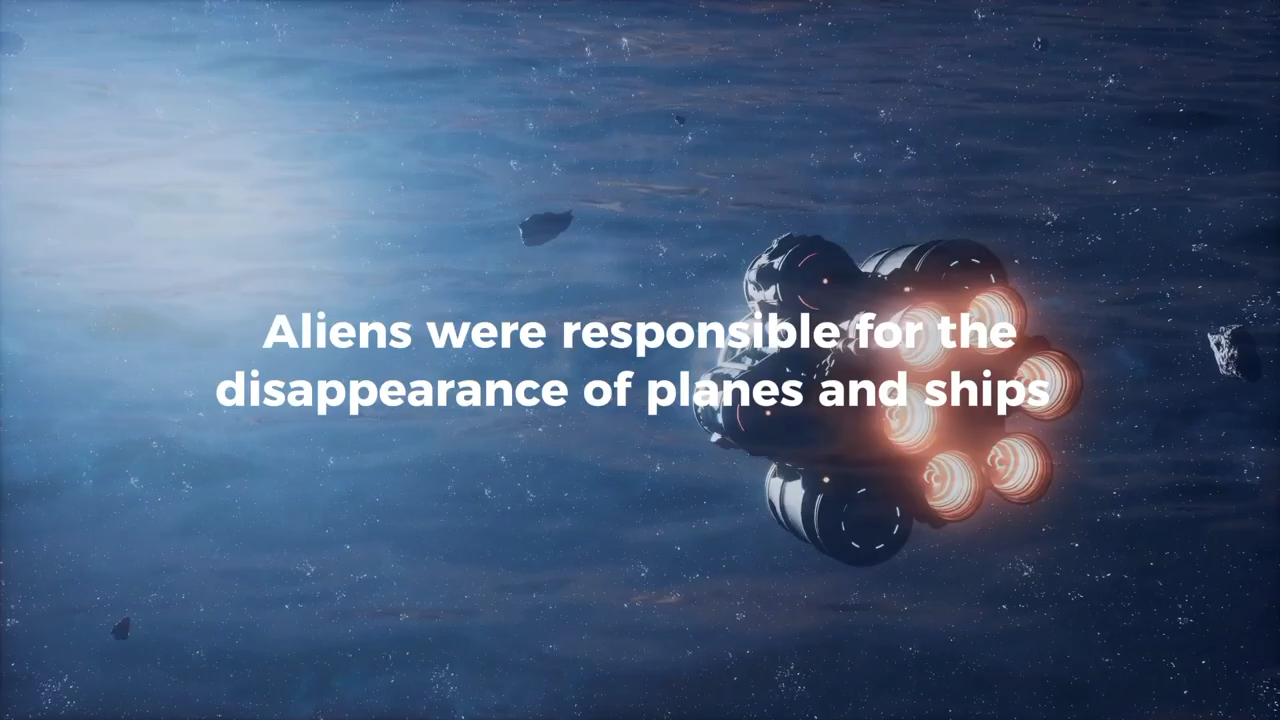 Aliens were responsible for the
disappearance of planes and ships